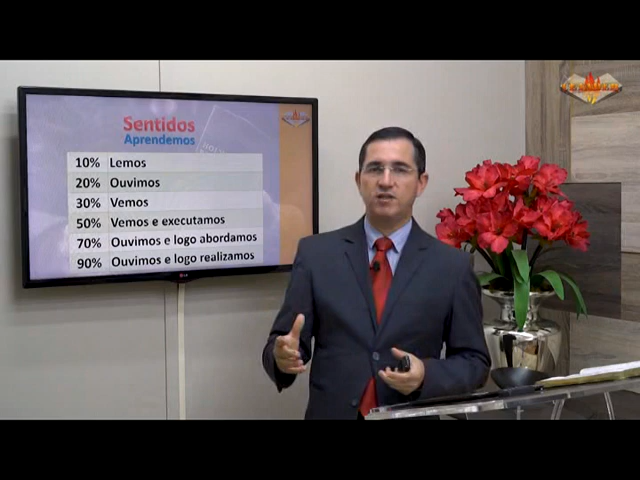 Sentidos
Aprendemos
10% Lemos
20% Ouvimos
30% Vemos
50% Vemos e executamos
70% Ouvimos e logo abordamos
90% Ouvimos e logo realizamos
LG